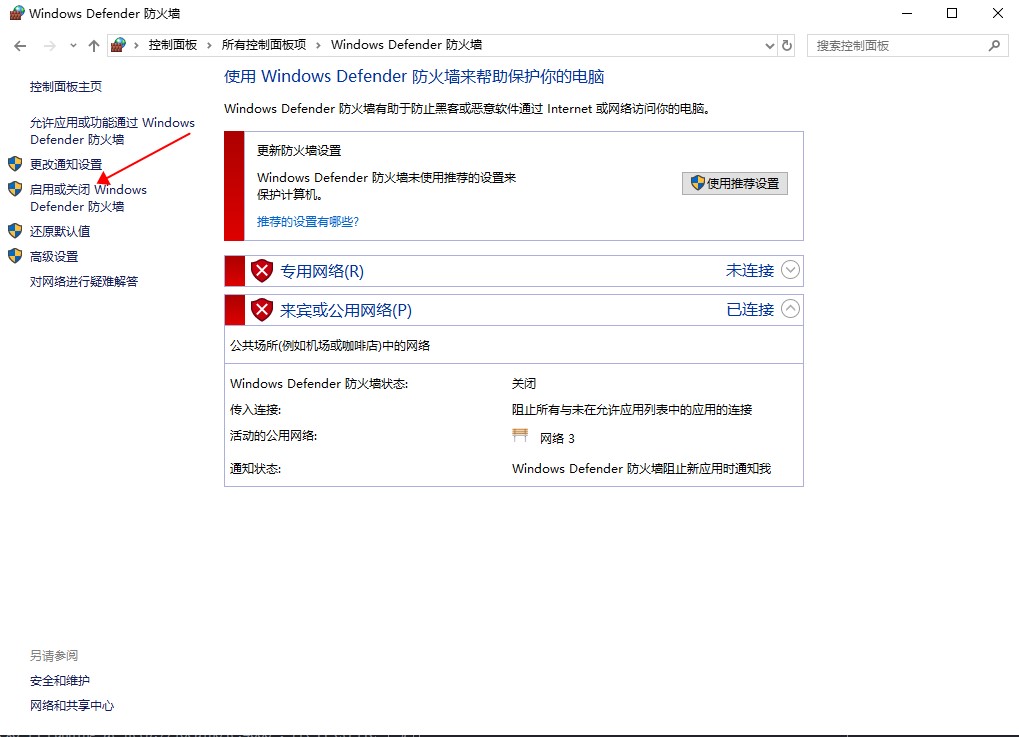 Windows Defender 防火墙
控制面板 › 所有控制面板项 › Windows Defender 防火墙
搜索控制面板
控制面板主页
允许应用或功能通过 Windows
Defender 防火墙
更改通知设置
启用或关闭 Windows
Defender 防火墙
还原默认值
高级设置
对网络进行疑难解答
使用 Windows Defender 防火墙来帮助保护你的电脑
Windows Defender 防火墙有助于防止黑客或恶意软件通过 Internet 或网络访问你的电脑。
更新防火墙设置
Windows Defender 防火墙未使用推荐的设置来
保护计算机。
使用推荐设置
推荐的设置有哪些?
专用网络(R) 未连接
来宾或公用网络(P) 已连接
公共场所(例如机场或咖啡店)中的网络
Windows Defender 防火墙状态: 关闭
传入连接: 阻止所有与未在允许应用列表中的应用的连接
活动的公用网络: 网络 3
通知状态: Windows Defender 防火墙阻止新应用时通知我
另请参阅
安全和维护
网络和共享中心